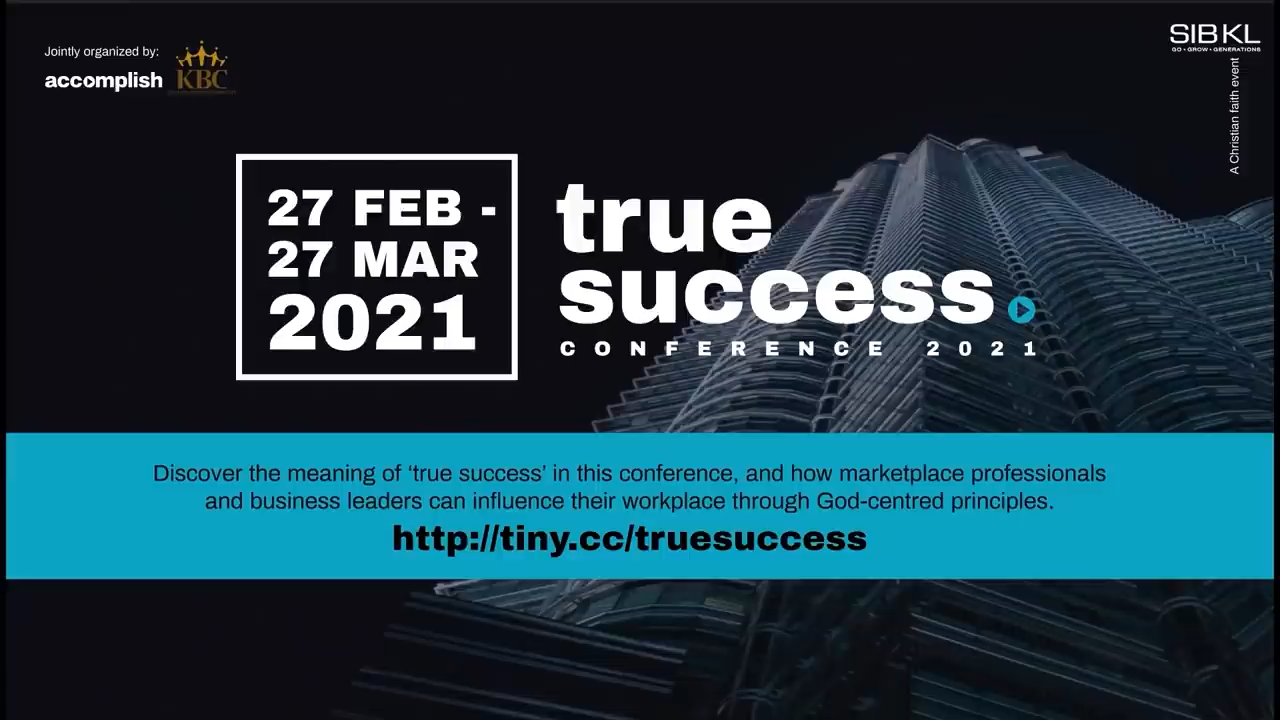 Jointly organized by:
accomplish
KBC
SIBKL
GO • GROW • GENERATIONS
A Christian faith event
27 FEB -
27 MAR
2021
true
success.
CONFERENCE 2021
Discover the meaning of ‘true success’ in this conference, and how marketplace professionals
and business leaders can influence their workplace through God-centred principles.
http://tiny.cc/truesuccess